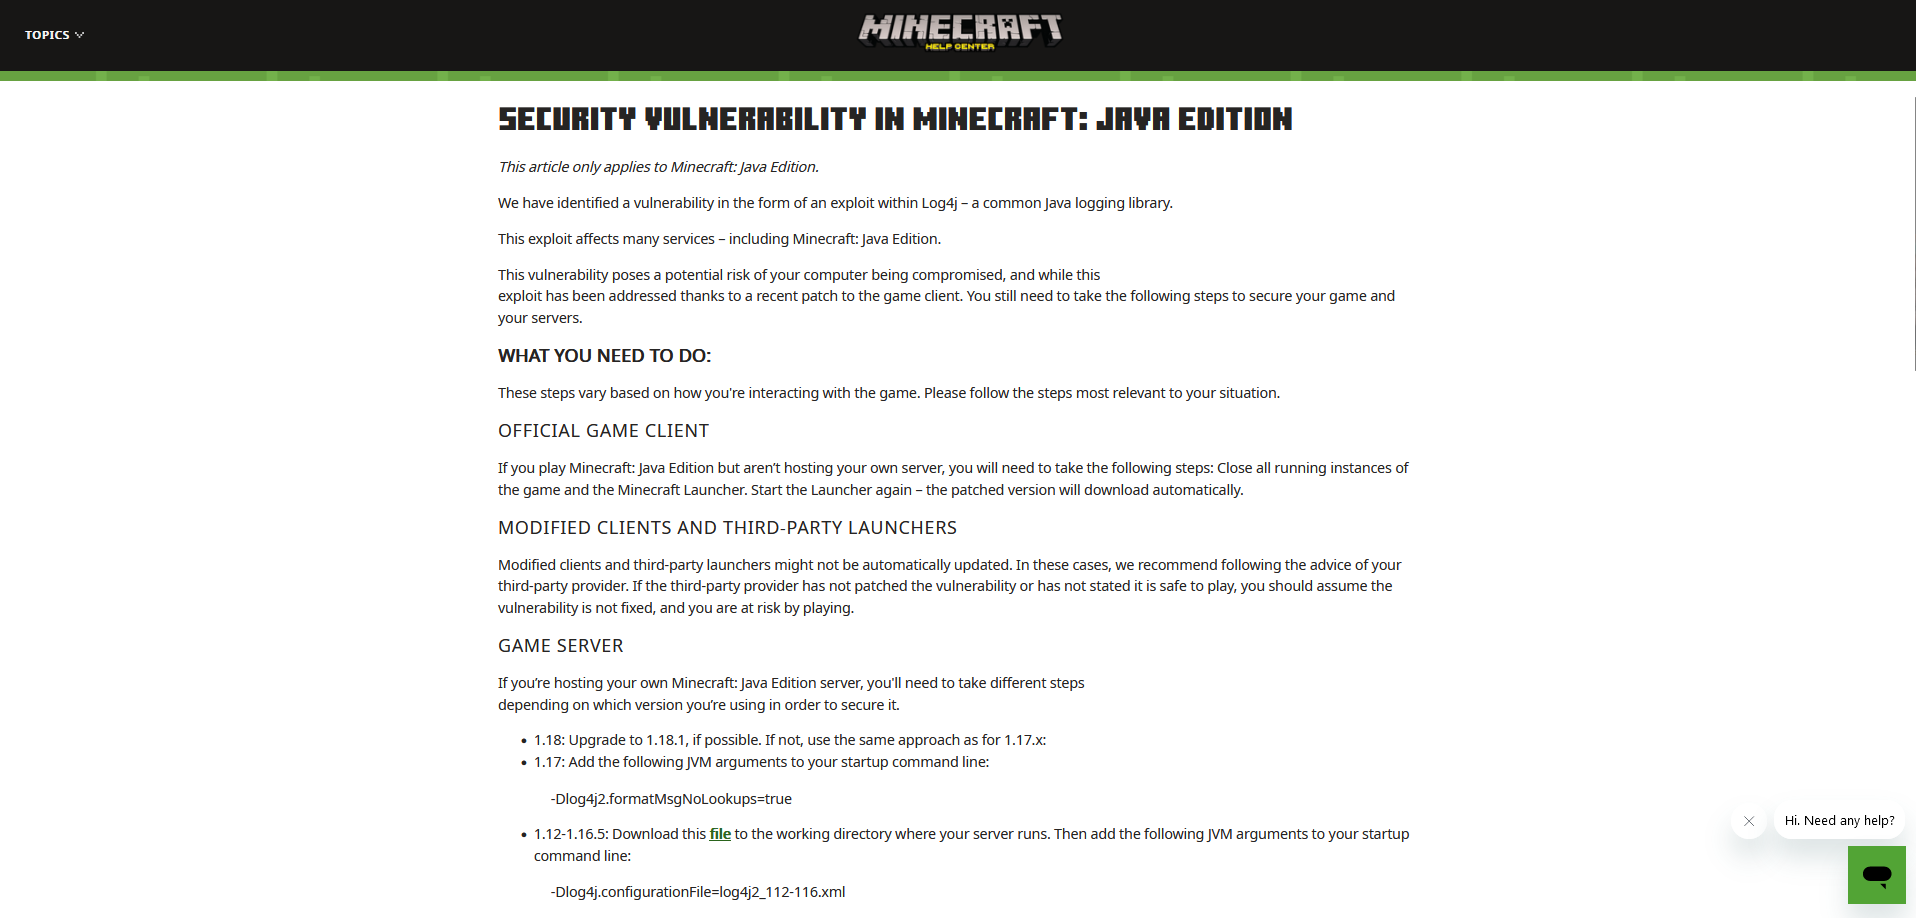 TOPICS
MINECRAFT
HELP CENTER
SECURITY VULNERABILITY IN MINECRAFT: JAVA EDITION
This article only applies to Minecraft: Java Edition.
We have identified a vulnerability in the form of an exploit within Log4j – a common Java logging library.
This exploit affects many services – including Minecraft: Java Edition.
This vulnerability poses a potential risk of your computer being compromised, and while this
exploit has been addressed thanks to a recent patch to the game client. You still need to take the following steps to secure your game and
your servers.
WHAT YOU NEED TO DO:
These steps vary based on how you're interacting with the game. Please follow the steps most relevant to your situation.
OFFICIAL GAME CLIENT
If you play Minecraft: Java Edition but aren’t hosting your own server, you will need to take the following steps: Close all running instances of
the game and the Minecraft Launcher. Start the Launcher again – the patched version will download automatically.
MODIFIED CLIENTS AND THIRD-PARTY LAUNCHERS
Modified clients and third-party launchers might not be automatically updated. In these cases, we recommend following the advice of your
third-party provider. If the third-party provider has not patched the vulnerability or has not stated it is safe to play, you should assume the
vulnerability is not fixed, and you are at risk by playing.
GAME SERVER
If you’re hosting your own Minecraft: Java Edition server, you'll need to take different steps
depending on which version you’re using in order to secure it.
• 1.18: Upgrade to 1.18.1, if possible. If not, use the same approach as for 1.17.x:
• 1.17: Add the following JVM arguments to your startup command line:
-Dlog4j2.formatMsgNoLookups=true
• 1.12-1.16.5: Download this file to the working directory where your server runs. Then add the following JVM arguments to your startup
command line:
-Dlog4j.configurationFile=log4j2_112-116.xml
Hi. Need any help?